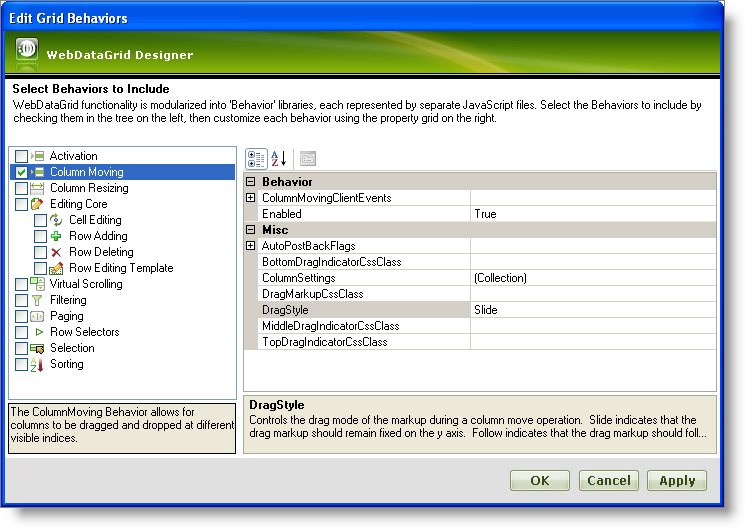 Edit Grid Behaviors
WebDataGrid Designer
Select Behaviors to Include
WebDataGrid functionality is modularized into 'Behavior' libraries, each represented by separate JavaScript files. Select the Behaviors to include by
checking them in the tree on the left, then customize each behavior using the property grid on the right.
Activation
Column Moving
Column Resizing
Editing Core
Cell Editing
Row Adding
Row Deleting
Row Editing Template
Virtual Scrolling
Filtering
Paging
Row Selectors
Selection
Sorting
The ColumnMoving Behavior allows for
columns to be dragged and dropped at different
visible indices.
Behavior
ColumnMovingClientEvents
Enabled True
Misc
AutoPostBackFlags
BottomDragIndicatorCssClass
ColumnSettings (Collection)
DragMarkupCssClass
DragStyle Slide
MiddleDragIndicatorCssClass
TopDragIndicatorCssClass
DragStyle
Controls the drag mode of the markup during a column move operation. Slide indicates that the
drag markup should remain fixed on the y axis. Follow indicates that the drag markup should foll...
OK Cancel Apply